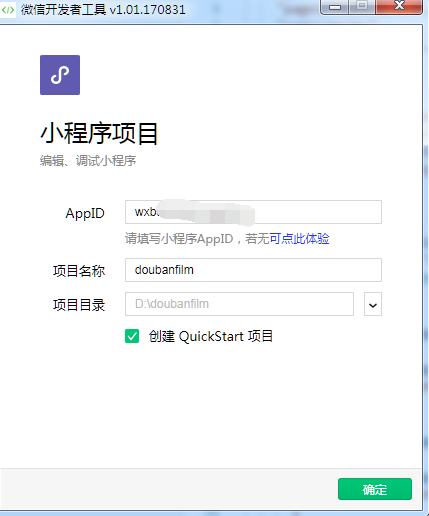 微信开发者工具 v1.01.170831
小程序项目
编辑、调试小程序
AppID
wxb
请填写小程序AppID，若无可点此体验
项目名称
doubanfilm
项目目录
D:\doubanfilm
创建 QuickStart 项目
确定